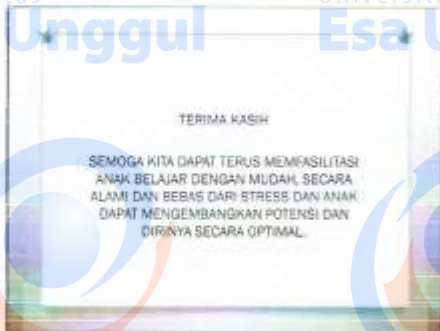 Unggul
Esa U
TERIMA KASIH
SEMOGA KITA DAPAT TERUS MEMFASILITASI
ANAK BELAJAR DENGAN MUDAH, SECARA
ALAMI DAN BEBAS DARI STRESS DAN ANAK
DAPAT MENGEMBANGKAN POTENSI DAN
DIRINYA SECARA OPTIMAL.